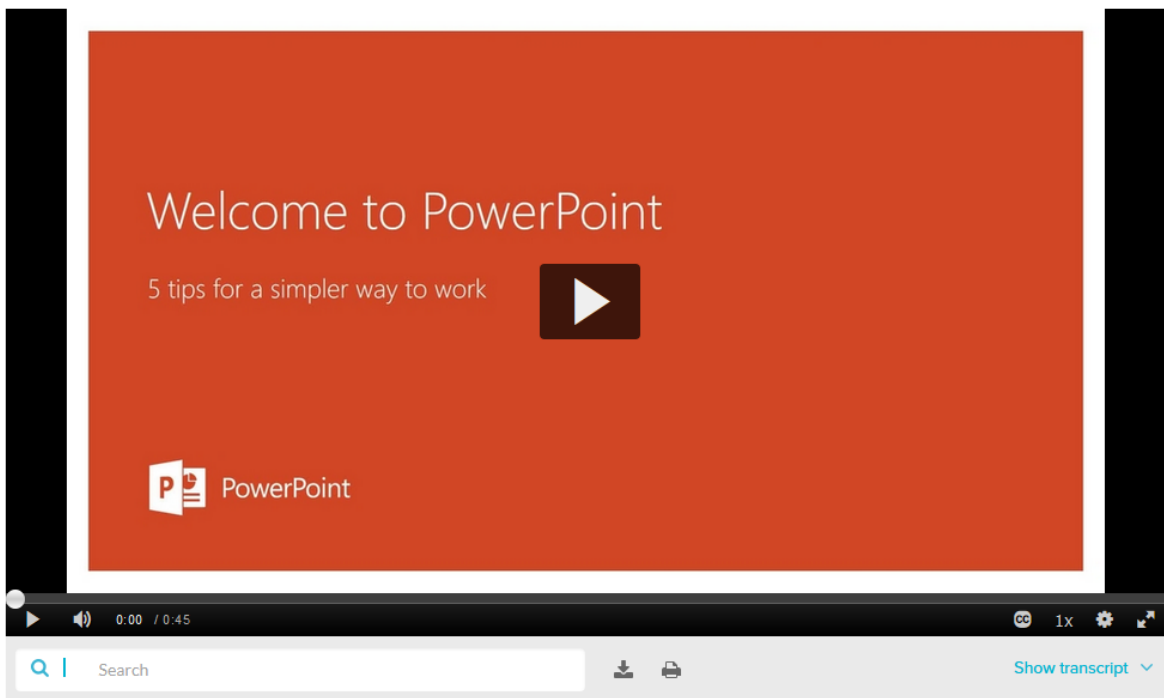 Welcome to PowerPoint
5 tips for a simpler way to work
P PowerPoint
0:00 / 0:45
CC 1x
Search
Show transcript